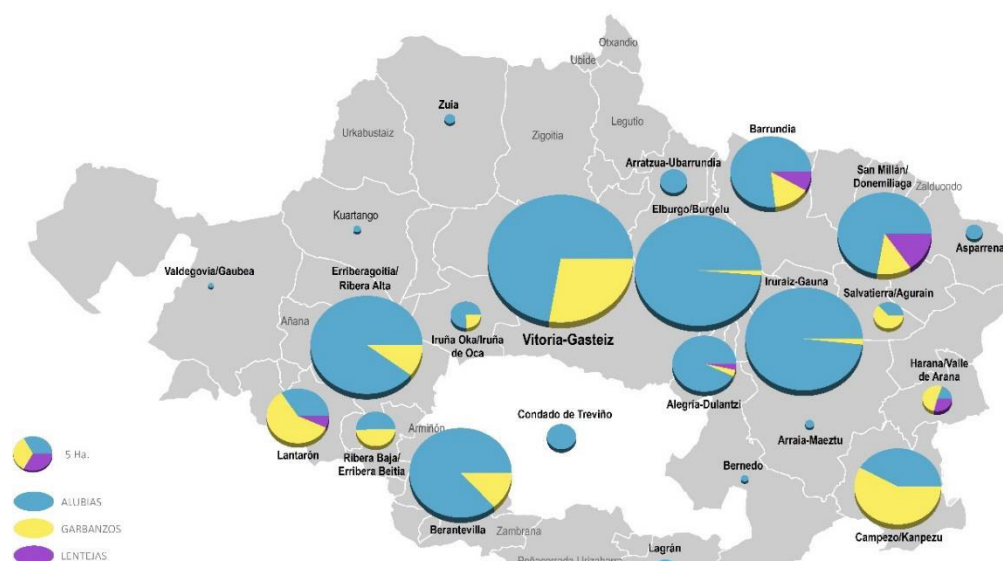 Otxandio
Ubide
Zuia
Urkabustaiz
Zigoitia
Legutio
Barrundia
Arratzua-Ubarrundia
San Millán/
Donemiliaga
Zalduondo
Elburgo/Burgelu
Kuartango
Asparrena
Valdegovía/Gaubea
Erriberagoitia/
Ribera Alta
Iruraiz-Gauna
Salvatierra/Agurain
Añana
Iruña Oka/Iruña
de Oca
Vitoria-Gasteiz
Harana/Valle
de Arana
Alegría-Dulantzi
Condado de Treviño
Armiñón
Arraia-Maeztu
Lantarón
Ribera Baja/
Erribera Beitia
5 Ha.
Bernedo
ALUBIAS
GARBANZOS
LENTEJAS
Berantevilla
Zambrana
Campezo/Kanpezu
Lagrán